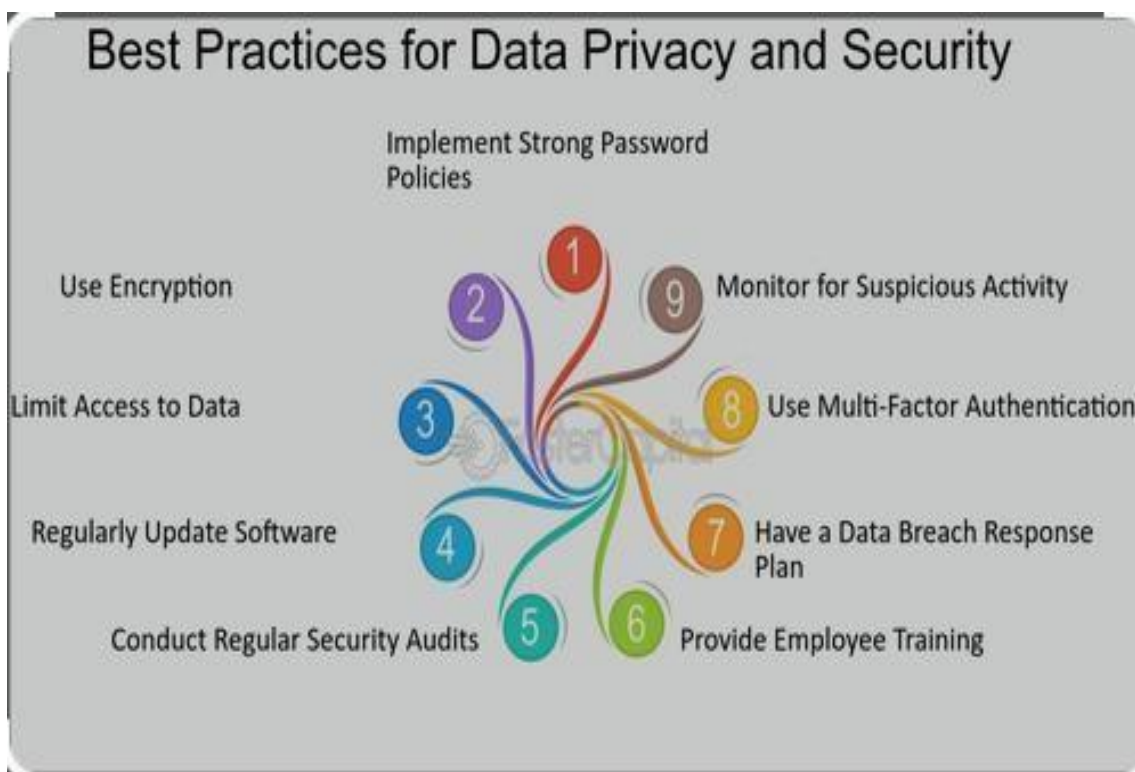 Best Practices for Data Privacy and Security
Implement Strong Password
Policies
1
Use Encryption
2
9
Monitor for Suspicious Activity
Limit Access to Data
3
8
Use Multi-Factor Authentication
FasterCapital
Regularly Update Software
4
7
Have a Data Breach Response
Plan
Conduct Regular Security Audits
5
6
Provide Employee Training